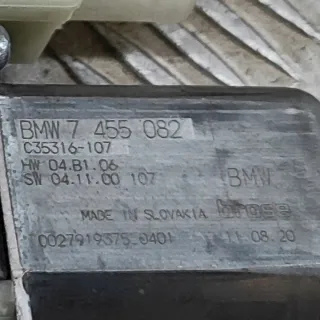 BMW 7 455 082
C35316-107
HW 04.B1.06
SW 04.11.00 107 BMW
MADE IN SLOVAKIA brose
0027919375 0401 11.08.20